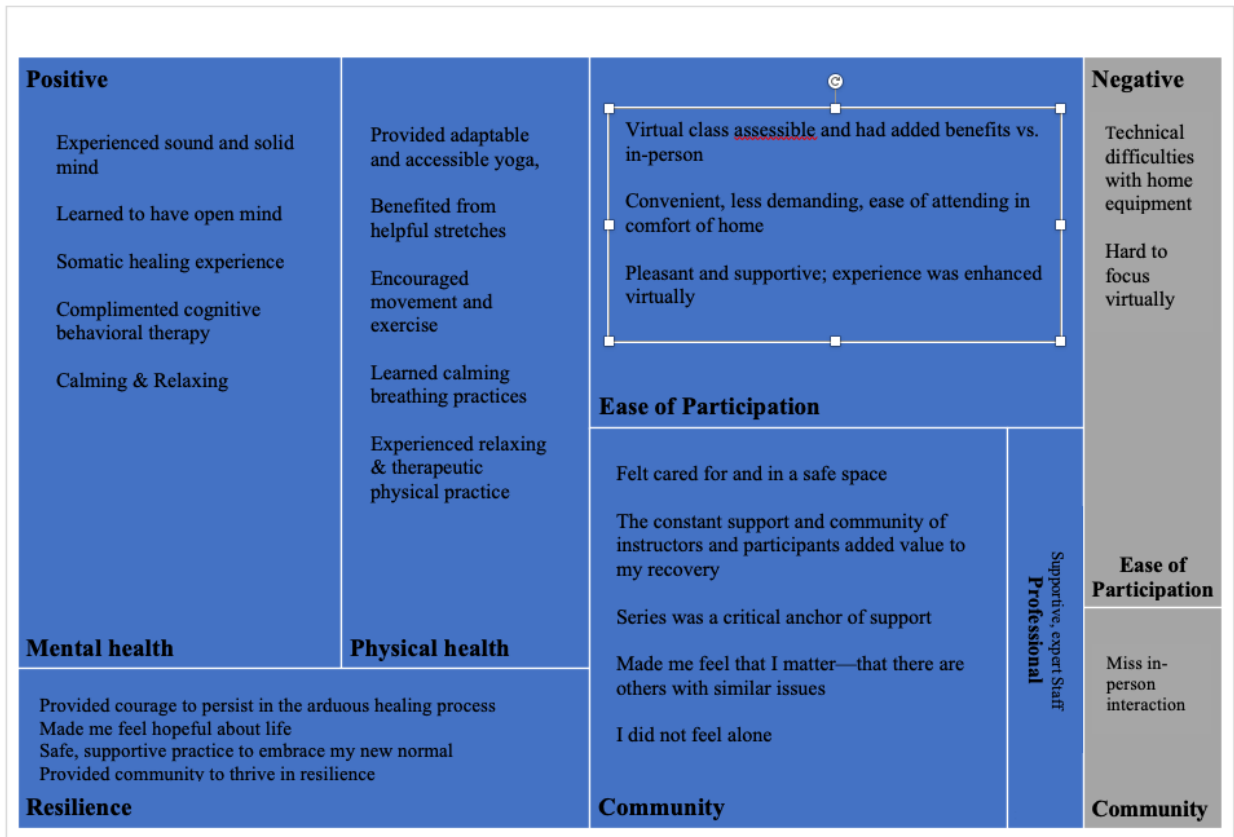 Positive
Experienced sound and solid
mind
Learned to have open mind
Somatic healing experience
Complimented cognitive
behavioral therapy
Calming & Relaxing
Mental health
Provided adaptable
and accessible yoga,
Benefited from
helpful stretches
Encouraged
movement and
exercise
Learned calming
breathing practices
Experienced relaxing
& therapeutic
physical practice
Physical health
Virtual class assessible and had added benefits vs.
in-person
Convenient, less demanding, ease of attending in
comfort of home
Pleasant and supportive; experience was enhanced
virtually
Ease of Participation
Negative
Technical
difficulties
with home
equipment
Hard to
focus
virtually
Ease of
Participation
Provided courage to persist in the arduous healing process
Made me feel hopeful about life
Safe, supportive practice to embrace my new normal
Provided community to thrive in resilience
Resilience
Felt cared for and in a safe space
The constant support and community of
instructors and participants added value to
my recovery
Series was a critical anchor of support
Made me feel that I matter—that there are
others with similar issues
I did not feel alone
Community
Supportive, expert Staff
Professional
Miss in-
person
interaction
Community